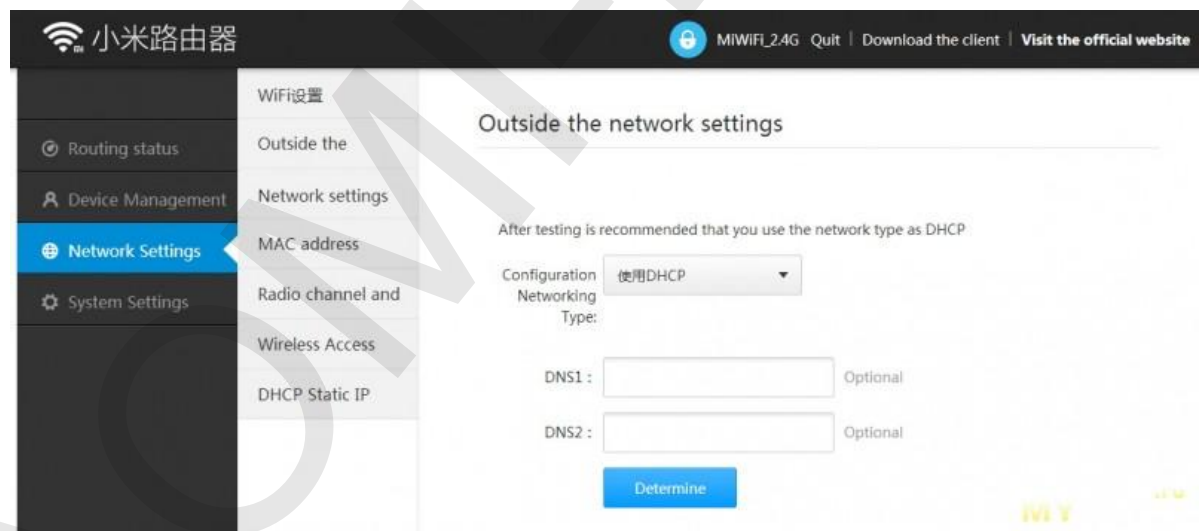 小米路由器
MiWiFi_2.4G Quit | Download the client | Visit the official website
Routing status
Device Management
Network Settings
System Settings
WiFi设置
Outside the
Network settings
MAC address
Radio channel and
Wireless Access
DHCP Static IP
Outside the network settings
After testing is recommended that you use the network type as DHCP
Configuration
Networking
Type:
使用DHCP
DNS1 :
Optional
DNS2 :
Optional
Determine
MY